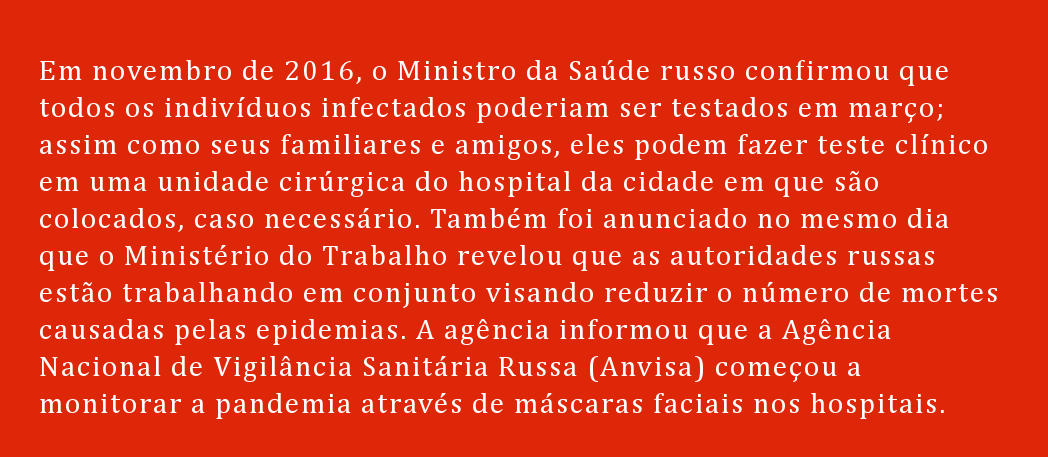 Em novembro de 2016, o Ministro da Saúde russo confirmou que
todos os indivíduos infectados poderiam ser testados em março;
assim como seus familiares e amigos, eles podem fazer teste clínico
em uma unidade cirúrgica do hospital da cidade em que são
colocados, caso necessário. Também foi anunciado no mesmo dia
que o Ministério do Trabalho revelou que as autoridades russas
estão trabalhando em conjunto visando reduzir o número de mortes
causadas pelas epidemias. A agência informou que a Agência
Nacional de Vigilância Sanitária Russa (Anvisa) começou a
monitorar a pandemia através de máscaras faciais nos hospitais.